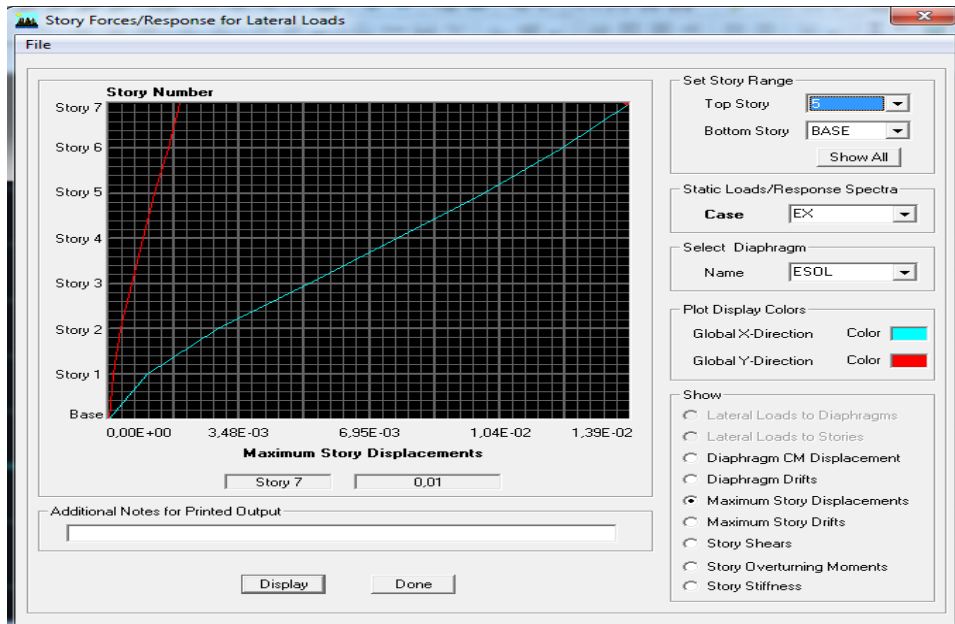 Story Forces/Response for Lateral Loads
File
Story Number
Story 7
Story 6
Story 5
Story 4
Story 3
Story 2
Story 1
Base
0,00E+00 3,48E-03 6,95E-03 1,04E-02 1,39E-02
Maximum Story Displacements
Story 7 0,01
Additional Notes for Printed Output
Display Done
Set Story Range
Top Story 5
Bottom Story BASE
Show All
Static Loads/Response Spectra
Case EX
Select Diaphragm
Name ESOL
Plot Display Colors
Global X-Direction Color
Global Y-Direction Color
Show
Lateral Loads to Diaphragms
Lateral Loads to Stories
Diaphragm CM Displacement
Diaphragm Drifts
Maximum Story Displacements
Maximum Story Drifts
Story Shears
Story Overturning Moments
Story Stiffness